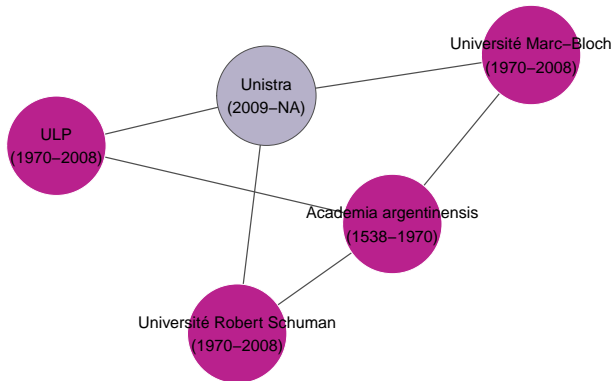 Université Marc−Bloch
(1970−2008)
Unistra
(2009−NA)
ULP
(1970−2008)
Academia argentinensis
(1538−1970)
Université Robert Schuman
(1970−2008)